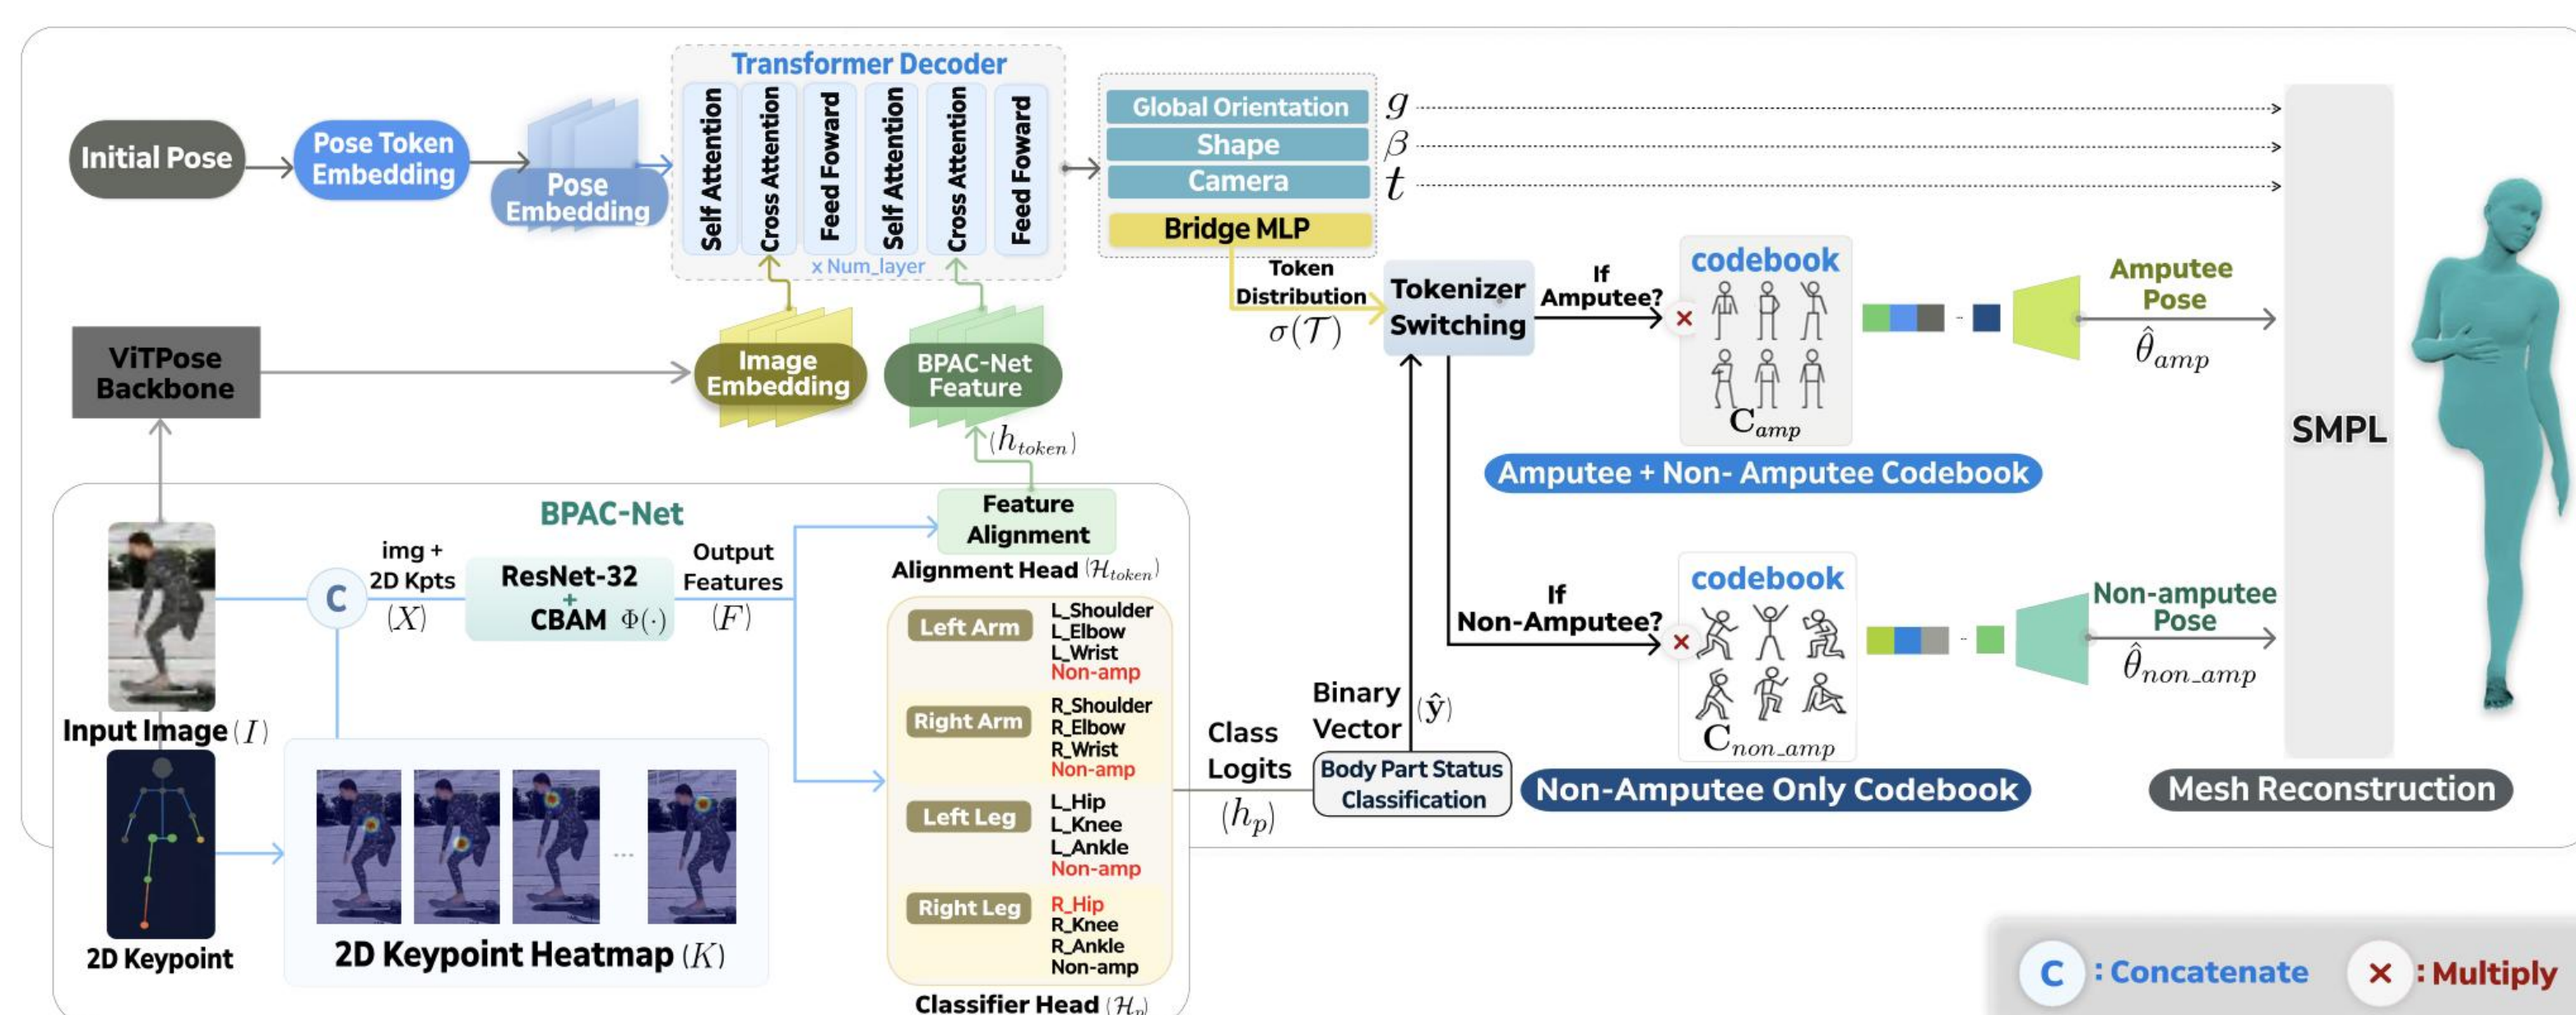 Transformer Decoder
Initial Pose
Pose Token
Embedding
Pose
Embedding
Self Attention
Cross Attention
Feed Foward
Self Attention
Cross Attention
Feed Foward
x Num_layer
Global Orientation
Shape
Camera
Bridge MLP
g
β
t
Token
Distribution
σ(𝒯)
Tokenizer
Switching
If
Amputee?
×
codebook
C_amp
Amputee + Non- Amputee Codebook
Amputee
Pose
θ̂_amp
SMPL
ViTPose
Backbone
Image
Embedding
BPAC-Net
Feature
(h_token)
BPAC-Net
Input Image (I)
2D Keypoint
C
img +
2D Kpts
(X)
ResNet-32
+
CBAM Φ(·)
Output
Features
(F)
2D Keypoint Heatmap (K)
...
Feature
Alignment
Alignment Head (ℋ_token)
Left Arm
L_Shoulder
L_Elbow
L_Wrist
Non-amp
Right Arm
R_Shoulder
R_Elbow
R_Wrist
Non-amp
Left Leg
L_Hip
L_Knee
L_Ankle
Non-amp
Right Leg
R_Hip
R_Knee
R_Ankle
Non-amp
Classifier Head (ℋ_p)
Class
Logits
(h_p)
Body Part Status
Classification
Binary
Vector
(ŷ)
If
Non-Amputee?
×
codebook
C_non_amp
Non-Amputee Only Codebook
Non-amputee
Pose
θ̂_non_amp
Mesh Reconstruction
C : Concatenate
× : Multiply